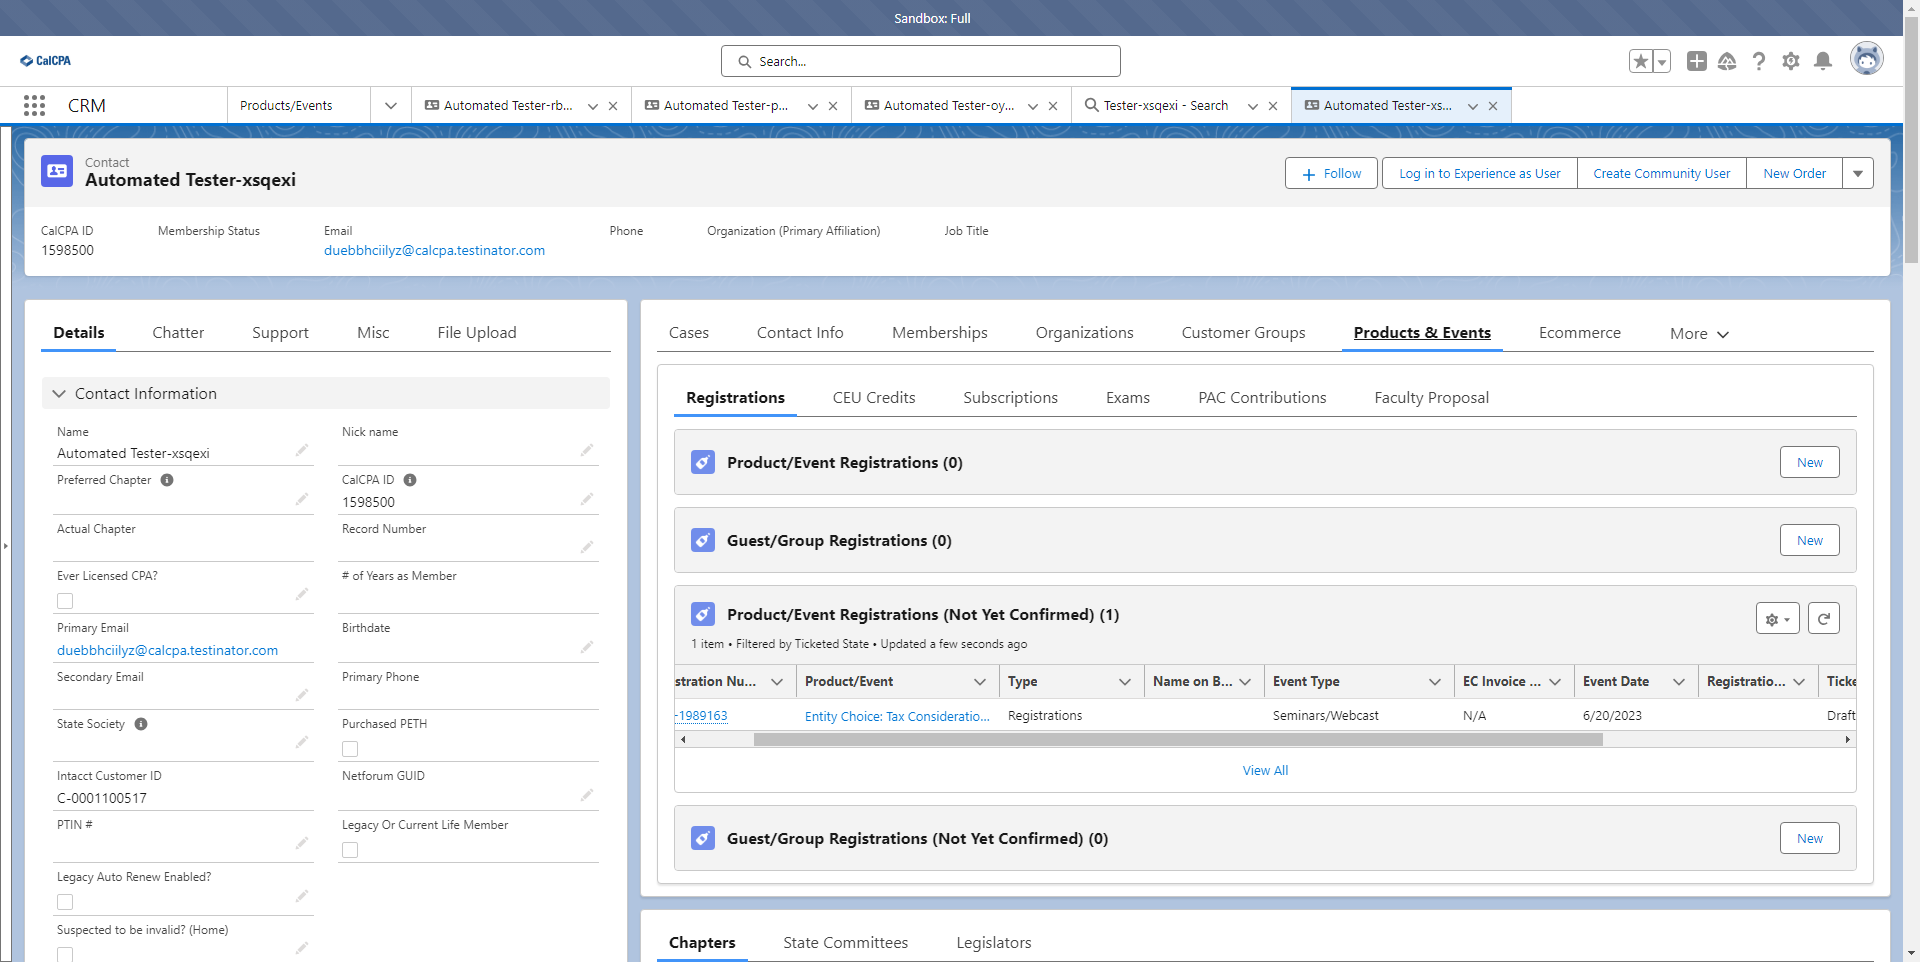 Sandbox: Full
CalCPA
Search...
CRM
Products/Events
Automated Tester-rb...
Automated Tester-p...
Automated Tester-oy...
Tester-xsqexi - Search
Automated Tester-xs...
Contact
Automated Tester-xsqexi
Follow
Log in to Experience as User
Create Community User
New Order
CalCPA ID
Membership Status
Email
Phone
Organization (Primary Affiliation)
Job Title
1598500
duebbhciilyz@calcpa.testinator.com
Details
Chatter
Support
Misc
File Upload
Contact Information
Name
Automated Tester-xsqexi
Nick name
Preferred Chapter
CalCPA ID
1598500
Actual Chapter
Record Number
Ever Licensed CPA?
# of Years as Member
Primary Email
duebbhciilyz@calcpa.testinator.com
Birthdate
Secondary Email
Primary Phone
State Society
Purchased PETH
Intacct Customer ID
C-0001100517
Netforum GUID
PTIN #
Legacy Or Current Life Member
Legacy Auto Renew Enabled?
Suspected to be invalid? (Home)
Cases
Contact Info
Memberships
Organizations
Customer Groups
Products & Events
Ecommerce
More
Registrations
CEU Credits
Subscriptions
Exams
PAC Contributions
Faculty Proposal
Product/Event Registrations (0)
New
Guest/Group Registrations (0)
New
Product/Event Registrations (Not Yet Confirmed) (1)
1 item • Filtered by Ticketed State • Updated a few seconds ago
stration Nu...
Product/Event
Type
Name on B...
Event Type
EC Invoice ...
Event Date
Registratio...
Ticke
-1989163
Entity Choice: Tax Consideratio...
Registrations
Seminars/Webcast
N/A
6/20/2023
Draft
View All
Guest/Group Registrations (Not Yet Confirmed) (0)
New
Chapters
State Committees
Legislators